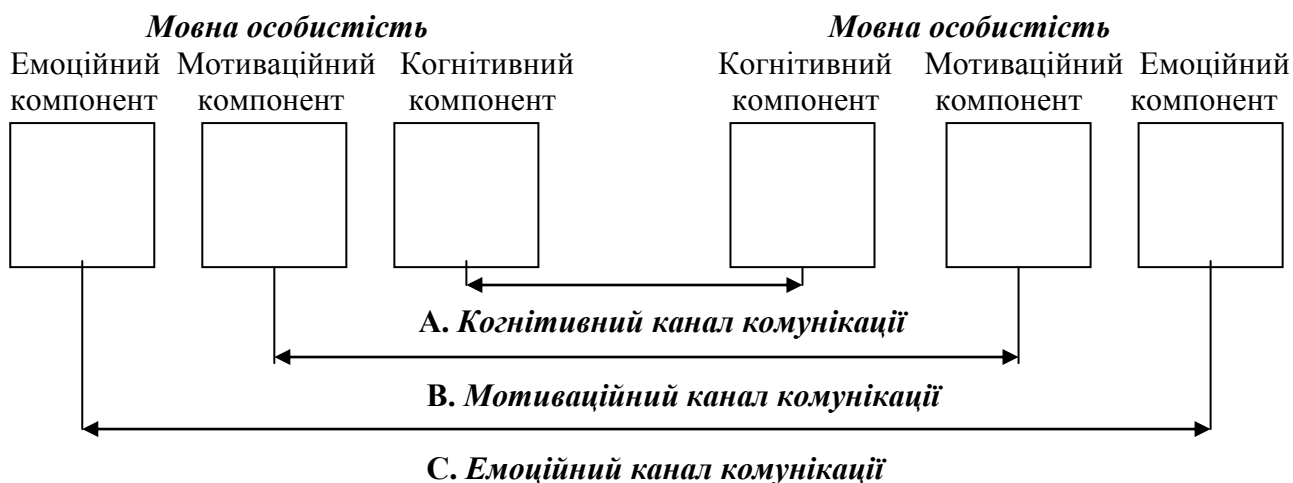 Мовна особистість Мовна особистість
Емоційний Мотиваційний Когнітивний Когнітивний Мотиваційний Емоційний
компонент компонент компонент компонент компонент компонент
А. Когнітивний канал комунікації
В. Мотиваційний канал комунікації
С. Емоційний канал комунікації